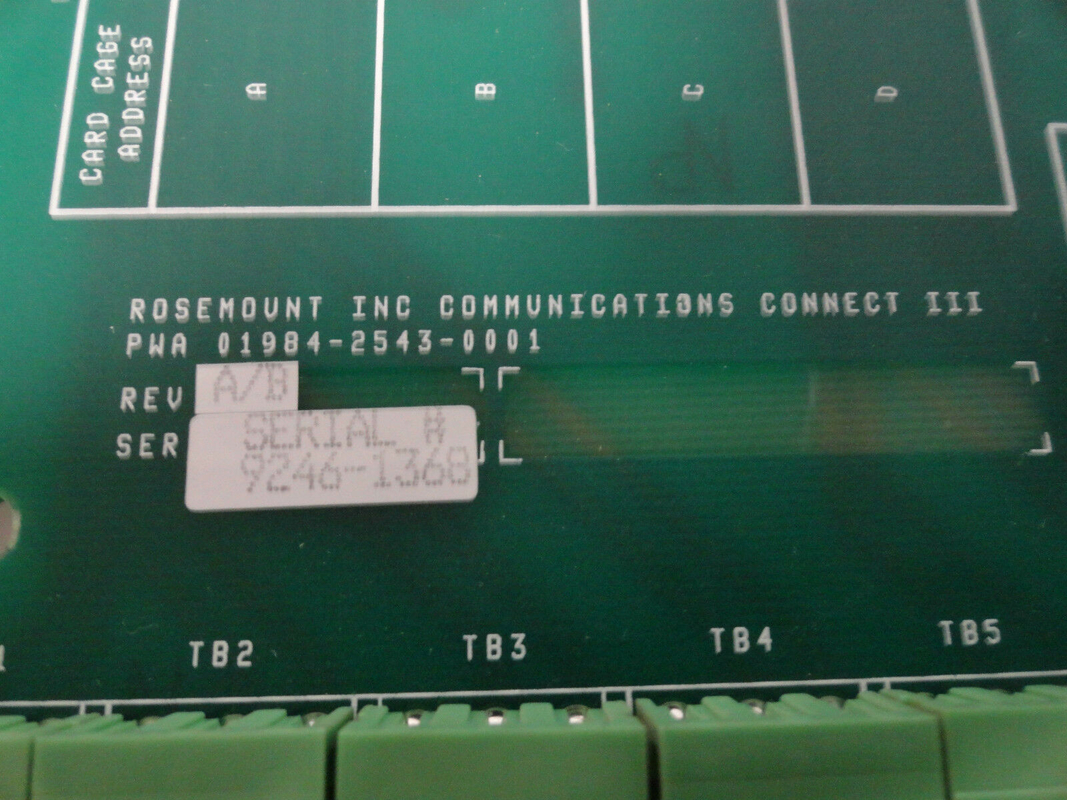 CARD CAGE
ADDRESS
A
B
C
D
ROSEMOUNT INC COMMUNICATIONS CONNECT III
PWA 01984-2543-0001
REV A/B
SER SERIAL #
9246-1368
TB2
TB3
TB4
TB5